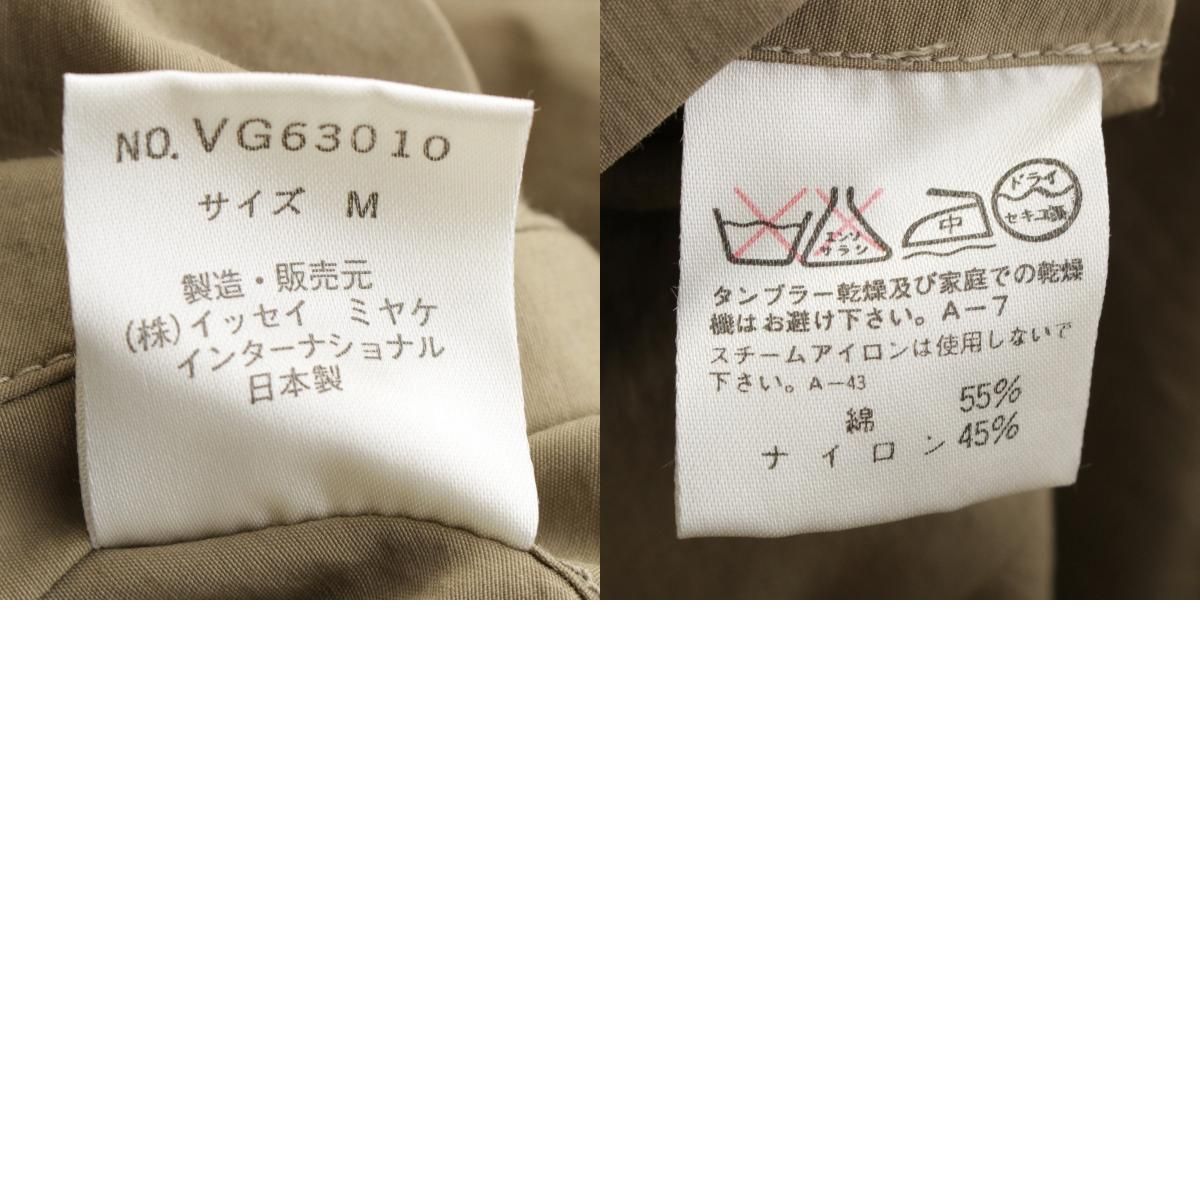 NO. VG63010
サイズ M
製造・販売元
(株)イッセイ ミヤケ
インターナショナル
日本製
エンソ
サラシ
中
ドライ
セキユ系
タンブラー乾燥及び家庭での乾燥
機はお避け下さい。A-7
スチームアイロンは使用しないで
下さい。A-43
綿 55%
ナイロン 45%